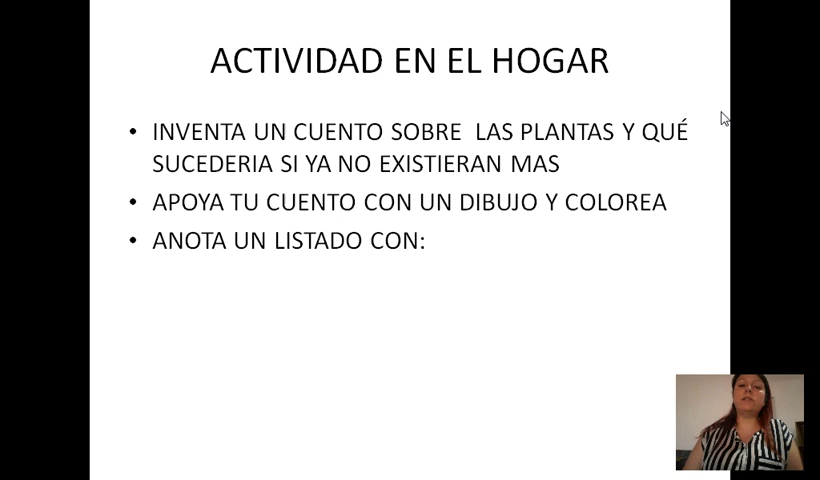 ACTIVIDAD EN EL HOGAR
• INVENTA UN CUENTO SOBRE  LAS PLANTAS Y QUÉ
SUCEDERIA SI YA NO EXISTIERAN MAS
• APOYA TU CUENTO CON UN DIBUJO Y COLOREA
• ANOTA UN LISTADO CON: